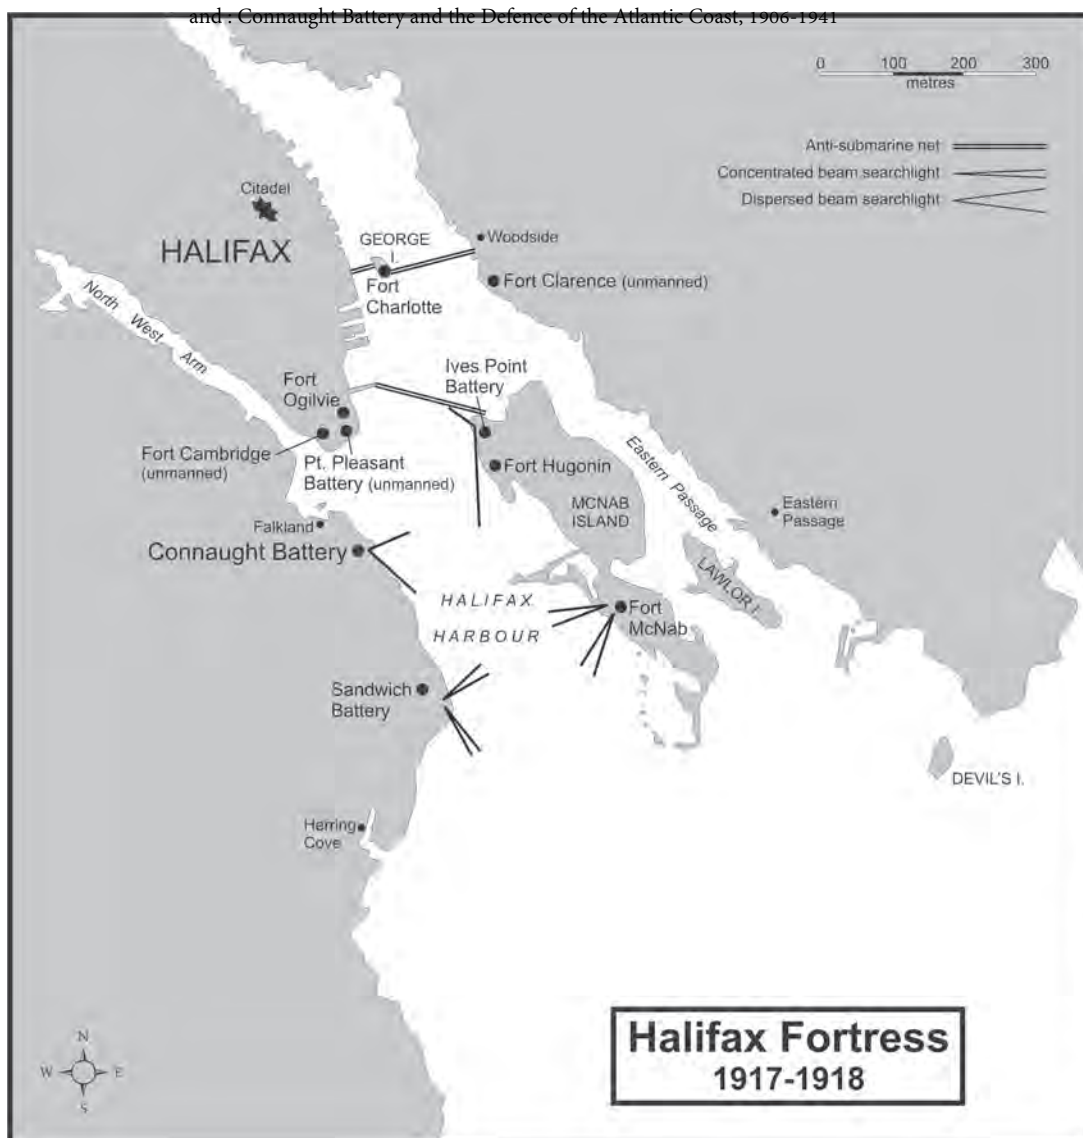 and : Connaught Battery and the Defence of the Atlantic Coast, 1906-1941
0 100 200 300
metres
Anti-submarine net
Concentrated beam searchlight
Dispersed beam searchlight
Citadel
HALIFAX
GEORGE
I.
Woodside
Fort
Charlotte
Fort Clarence (unmanned)
North West Arm
Ives Point
Battery
Fort
Ogilvie
Fort Cambridge
(unmanned)
Pt. Pleasant
Battery (unmanned)
Fort Hugonin
Eastern Passage
MCNAB
ISLAND
Eastern
Passage
Falkland
Connaught Battery
LAWLOR I.
HALIFAX
HARBOUR
Fort
McNab
Sandwich
Battery
DEVIL'S I.
Herring
Cove
N
W E
S
Halifax Fortress
1917-1918